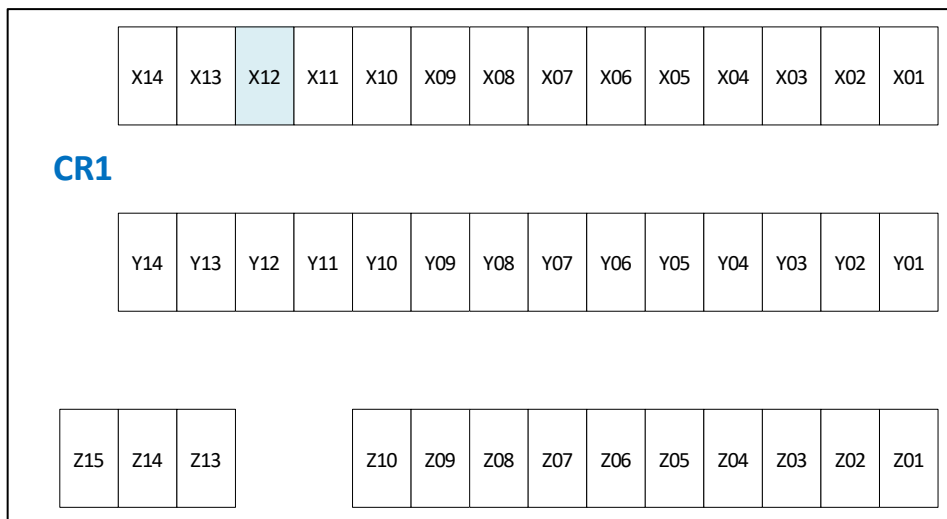 X14 X13 X12 X11 X10 X09 X08 X07 X06 X05 X04 X03 X02 X01
CR1
Y14 Y13 Y12 Y11 Y10 Y09 Y08 Y07 Y06 Y05 Y04 Y03 Y02 Y01
Z15 Z14 Z13 Z10 Z09 Z08 Z07 Z06 Z05 Z04 Z03 Z02 Z01